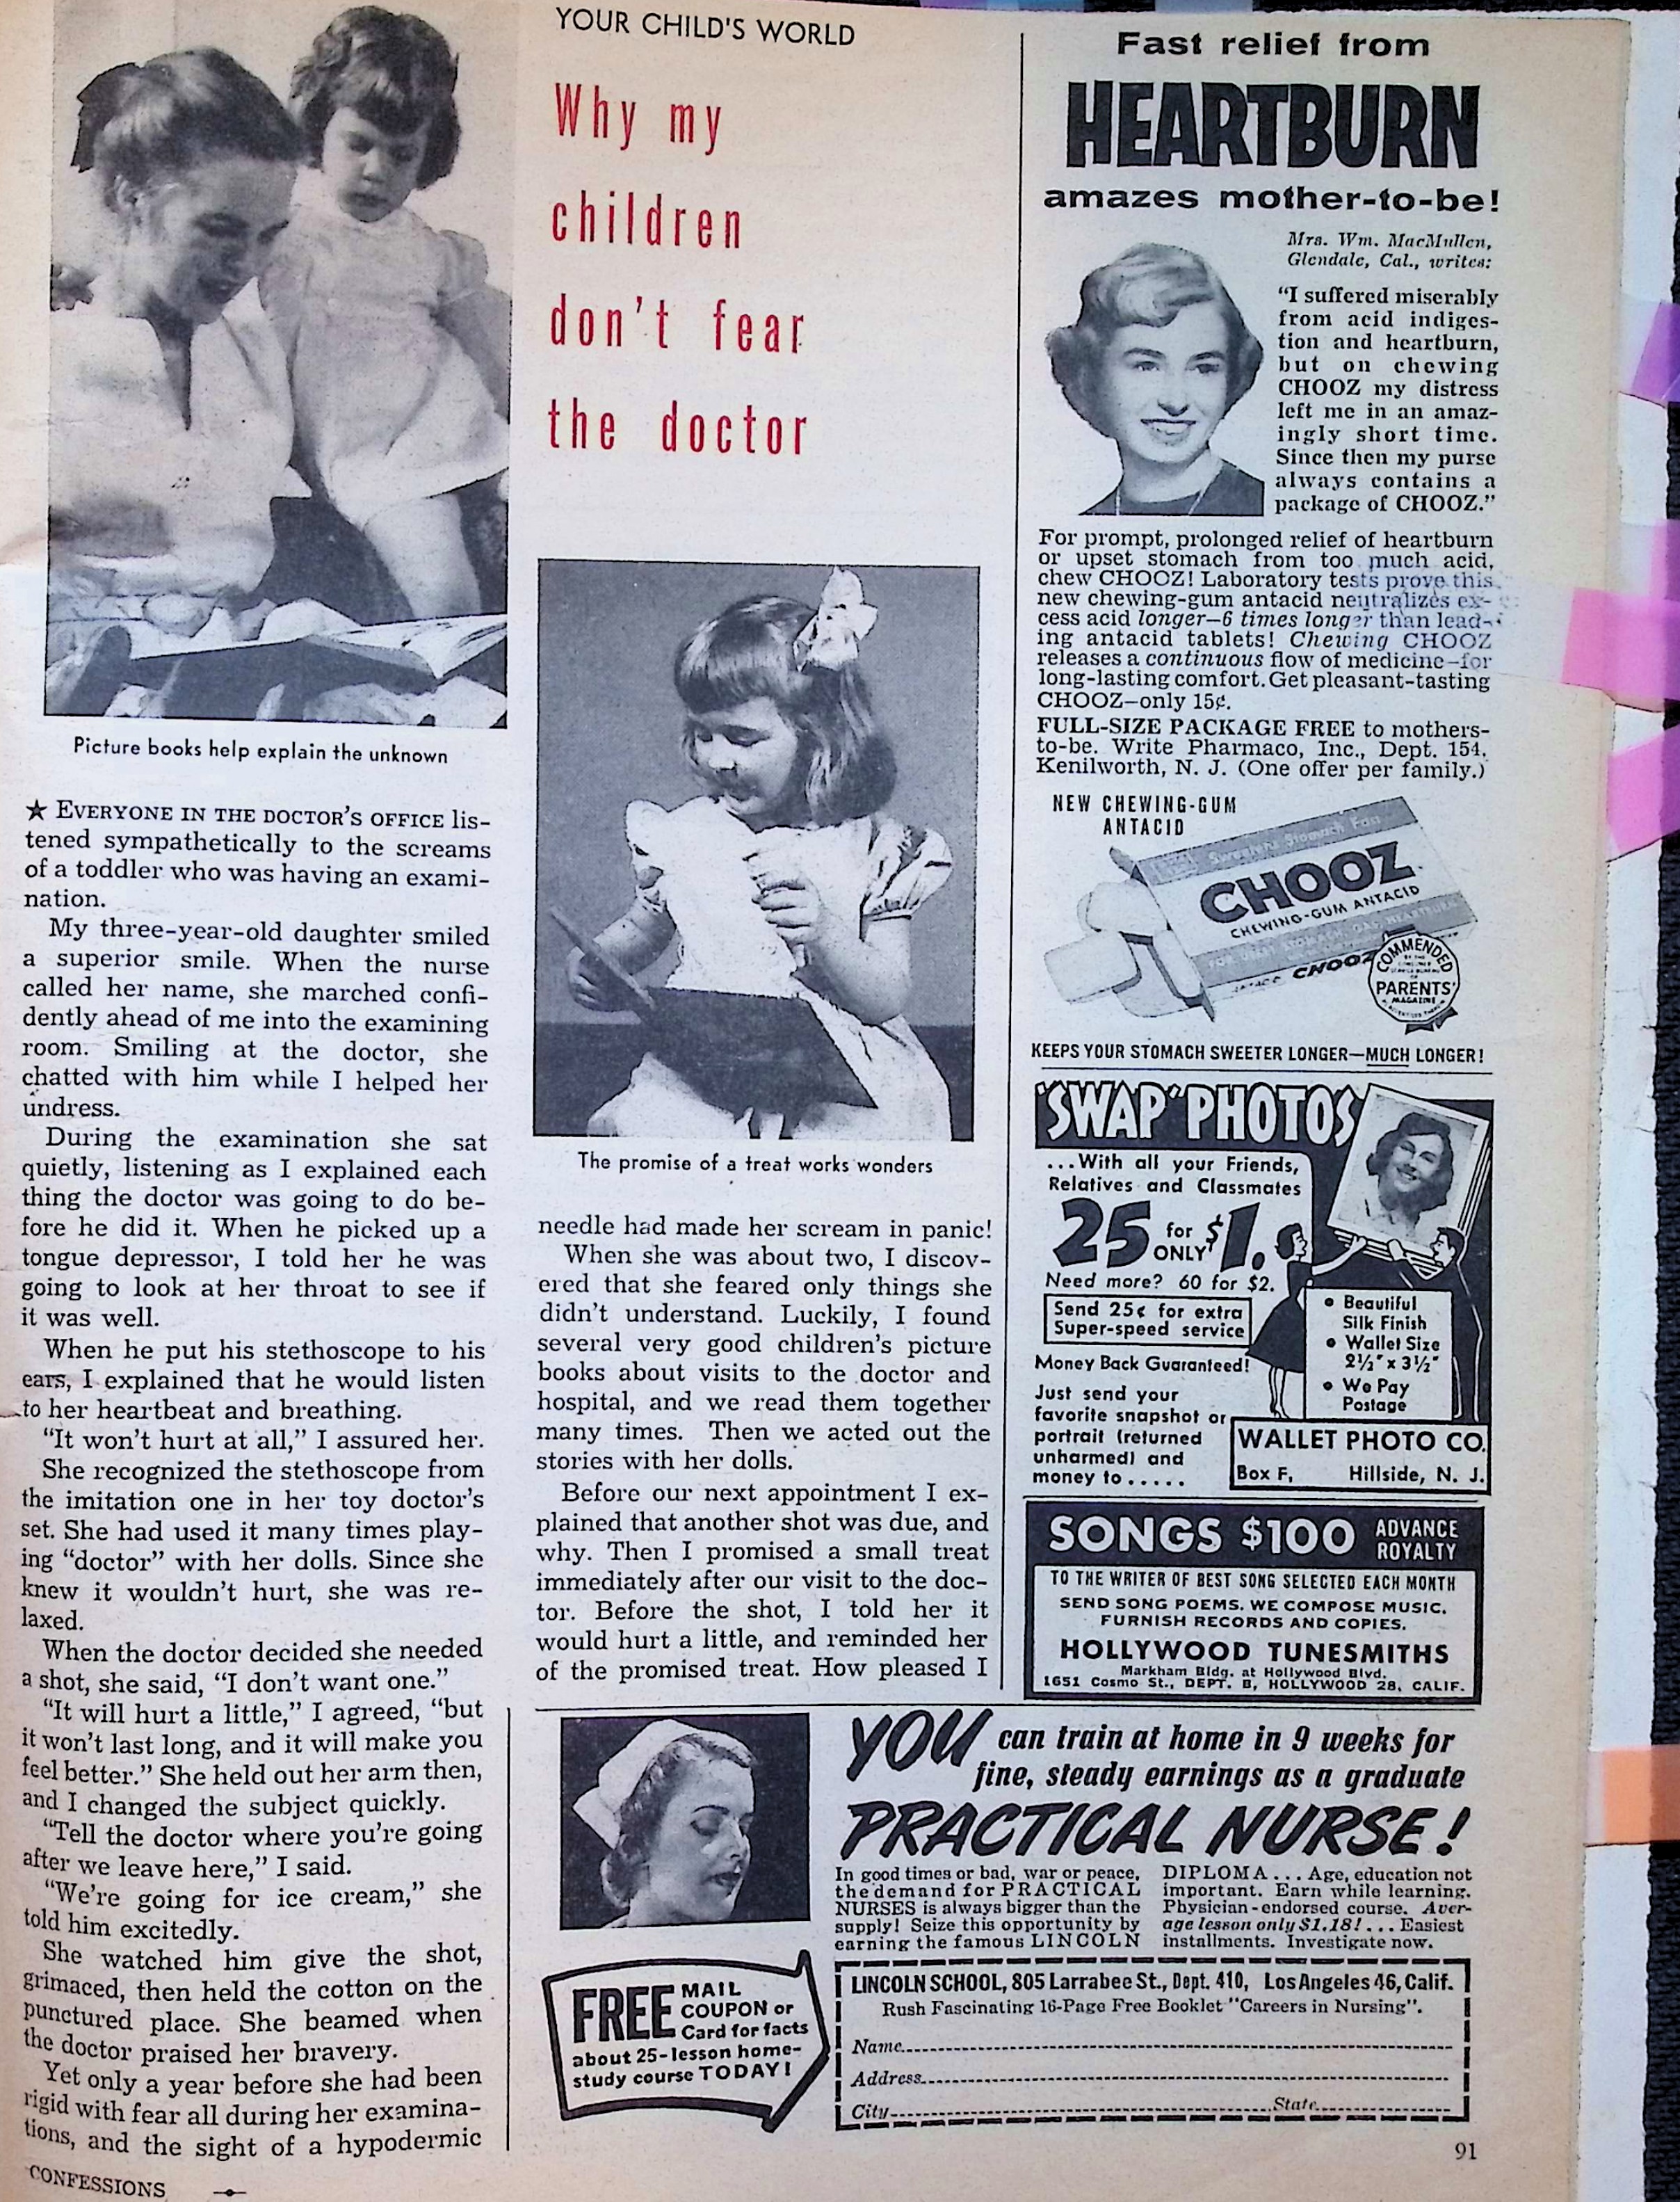 YOUR CHILD'S WORLD
Why my
children
don't fear
the doctor
Picture books help explain the unknown
★ EVERYONE IN THE DOCTOR'S OFFICE lis-
tened sympathetically to the screams
of a toddler who was having an exami-
nation.
My three-year-old daughter smiled
a superior smile. When the nurse
called her name, she marched confi-
dently ahead of me into the examining
room. Smiling at the doctor, she
chatted with him while I helped her
undress.
During the examination she sat
quietly, listening as I explained each
thing the doctor was going to do be-
fore he did it. When he picked up a
tongue depressor, I told her he was
going to look at her throat to see if
it was well.
When he put his stethoscope to his
ears, I explained that he would listen
to her heartbeat and breathing.
"It won't hurt at all," I assured her.
She recognized the stethoscope from
the imitation one in her toy doctor's
set. She had used it many times play-
ing "doctor" with her dolls. Since she
knew it wouldn't hurt, she was re-
laxed.
When the doctor decided she needed
a shot, she said, "I don't want one."
"It will hurt a little," I agreed, "but
it won't last long, and it will make you
feel better." She held out her arm then,
and I changed the subject quickly.
"Tell the doctor where you're going
after we leave here," I said.
"We're going for ice cream," she
told him excitedly.
She watched him give the shot,
grimaced, then held the cotton on the
punctured place. She beamed when
the doctor praised her bravery.
Yet only a year before she had been
rigid with fear all during her examina-
tions, and the sight of a hypodermic
CONFESSIONS
The promise of a treat works wonders
needle had made her scream in panic!
When she was about two, I discov-
ered that she feared only things she
didn't understand. Luckily, I found
several very good children's picture
books about visits to the doctor and
hospital, and we read them together
many times. Then we acted out the
stories with her dolls.
Before our next appointment I ex-
plained that another shot was due, and
why. Then I promised a small treat
immediately after our visit to the doc-
tor. Before the shot, I told her it
would hurt a little, and reminded her
of the promised treat. How pleased I
Fast relief from
HEARTBURN
amazes mother-to-be!
Mrs. Wm. MacMullen,
Glendale, Cal., writes:
"I suffered miserably
from acid indiges-
tion and heartburn,
but on chewing
CHOOZ my distress
left me in an amaz-
ingly short time.
Since then my purse
always contains a
package of CHOOZ."
For prompt, prolonged relief of heartburn
or upset stomach from too much acid,
chew CHOOZ! Laboratory tests prove this
new chewing-gum antacid neutralizes ex-
cess acid longer—6 times longer than lead-
ing antacid tablets! Chewing CHOOZ
releases a continuous flow of medicine—for
long-lasting comfort. Get pleasant-tasting
CHOOZ—only 15¢.
FULL-SIZE PACKAGE FREE to mothers-
to-be. Write Pharmaco, Inc., Dept. 154,
Kenilworth, N. J. (One offer per family.)
NEW CHEWING-GUM
ANTACID
Sweetens Stomach Fast
CHOOZ
CHEWING-GUM ANTACID
CHOOZ
COMMENDED
PARENTS'
MAGAZINE
KEEPS YOUR STOMACH SWEETER LONGER—MUCH LONGER!
"SWAP" PHOTOS
...With all your Friends,
Relatives and Classmates
25 for ONLY $1.
Need more? 60 for $2.
Send 25¢ for extra
Super-speed service
Money Back Guaranteed!
Just send your
favorite snapshot or
portrait (returned
unharmed) and
money to .....
• Beautiful
Silk Finish
• Wallet Size
2½" x 3½"
• We Pay
Postage
WALLET PHOTO CO.
Box F, Hillside, N. J.
SONGS $100 ADVANCE
ROYALTY
TO THE WRITER OF BEST SONG SELECTED EACH MONTH
SEND SONG POEMS. WE COMPOSE MUSIC,
FURNISH RECORDS AND COPIES.
HOLLYWOOD TUNESMITHS
Markham Bldg. at Hollywood Blvd.
1651 Cosmo St., DEPT. B, HOLLYWOOD 28, CALIF.
YOU can train at home in 9 weeks for
fine, steady earnings as a graduate
PRACTICAL NURSE!
In good times or bad, war or peace,
the demand for PRACTICAL
NURSES is always bigger than the
supply! Seize this opportunity by
earning the famous LINCOLN
DIPLOMA... Age, education not
important. Earn while learning.
Physician-endorsed course. Aver-
age lesson only $1.18! ... Easiest
installments. Investigate now.
FREE MAIL
COUPON or
Card for facts
about 25-lesson home-
study course TODAY!
LINCOLN SCHOOL, 805 Larrabee St., Dept. 410, Los Angeles 46, Calif.
Rush Fascinating 16-Page Free Booklet "Careers in Nursing".
Name
Address
City State
91